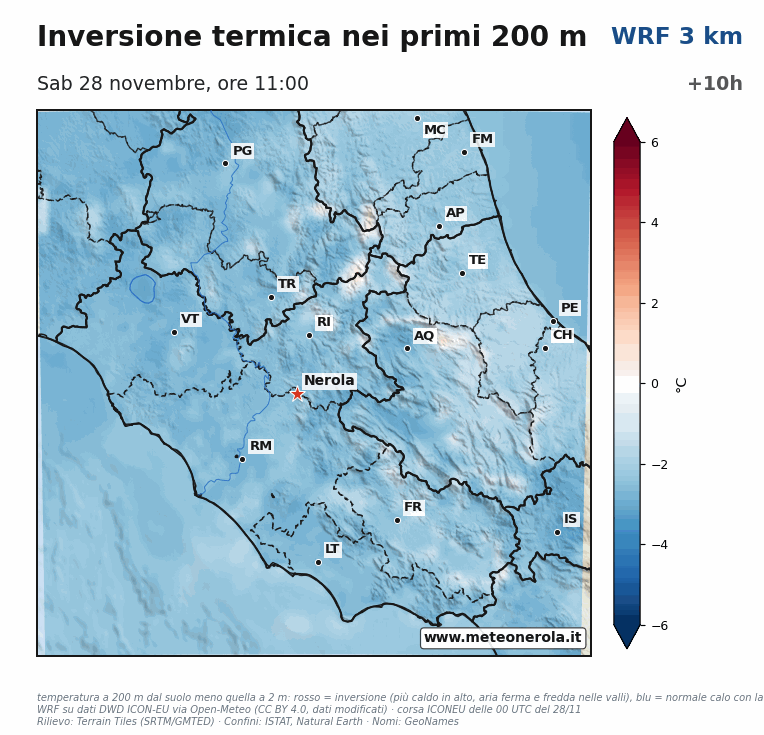 Inversione termica nei primi 200 m WRF 3 km
Sab 28 novembre, ore 11:00 +10h
MC
FM
PG
AP
TE
TR
PE
VT
RI
AQ
CH
Nerola
RM
FR
IS
LT
6
4
2
0
−2
−4
−6
°C
www.meteonerola.it
temperatura a 200 m dal suolo meno quella a 2 m: rosso = inversione (più caldo in alto, aria ferma e fredda nelle valli), blu = normale calo con la
WRF su dati DWD ICON-EU via Open-Meteo (CC BY 4.0, dati modificati) · corsa ICONEU delle 00 UTC del 28/11
Rilievo: Terrain Tiles (SRTM/GMTED) · Confini: ISTAT, Natural Earth · Nomi: GeoNames